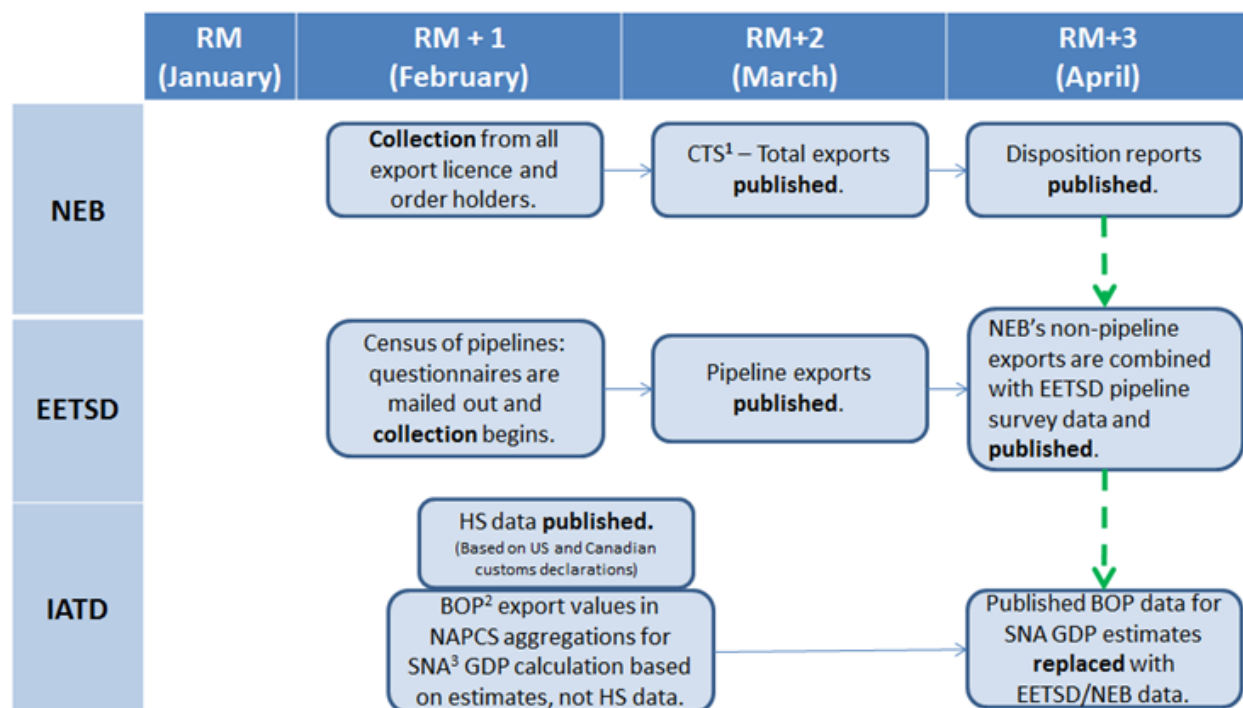 RM
(January)
RM + 1
(February)
RM+2
(March)
RM+3
(April)
NEB
Collection from all
export licence and
order holders.
CTS¹ – Total exports
published.
Disposition reports
published.
EETSD
Census of pipelines:
questionnaires are
mailed out and
collection begins.
Pipeline exports
published.
NEB's non-pipeline
exports are combined
with EETSD pipeline
survey data and
published.
IATD
HS data published.
(Based on US and Canadian
customs declarations)
BOP² export values in
NAPCS aggregations for
SNA³ GDP calculation based
on estimates, not HS data.
Published BOP data for
SNA GDP estimates
replaced with
EETSD/NEB data.